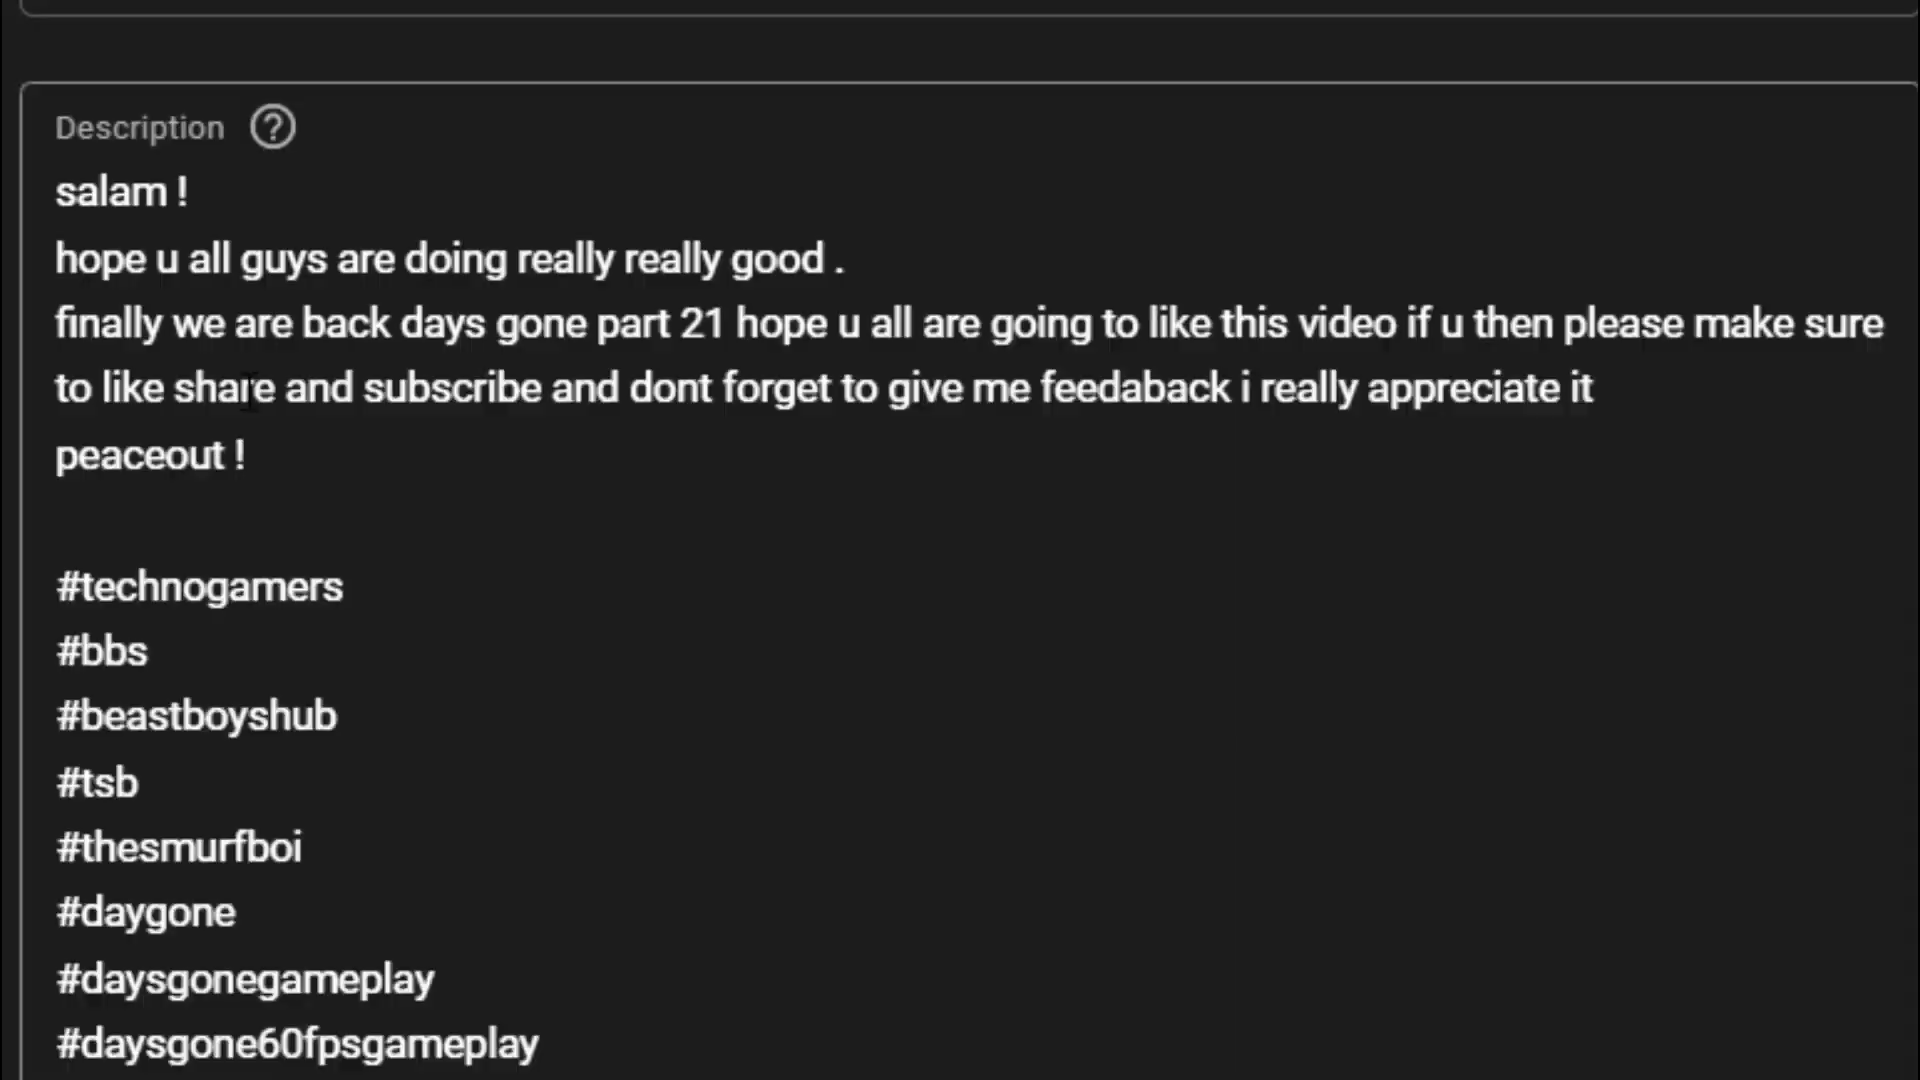 Description
salam !
hope u all guys are doing really really good .
finally we are back days gone part 21 hope u all are going to like this video if u then please make sure
to like share and subscribe and dont forget to give me feedaback i really appreciate it
peaceout !
#technogamers
#bbs
#beastboyshub
#tsb
#thesmurfboi
#daygone
#daysgonegameplay
#daysgone60fpsgameplay